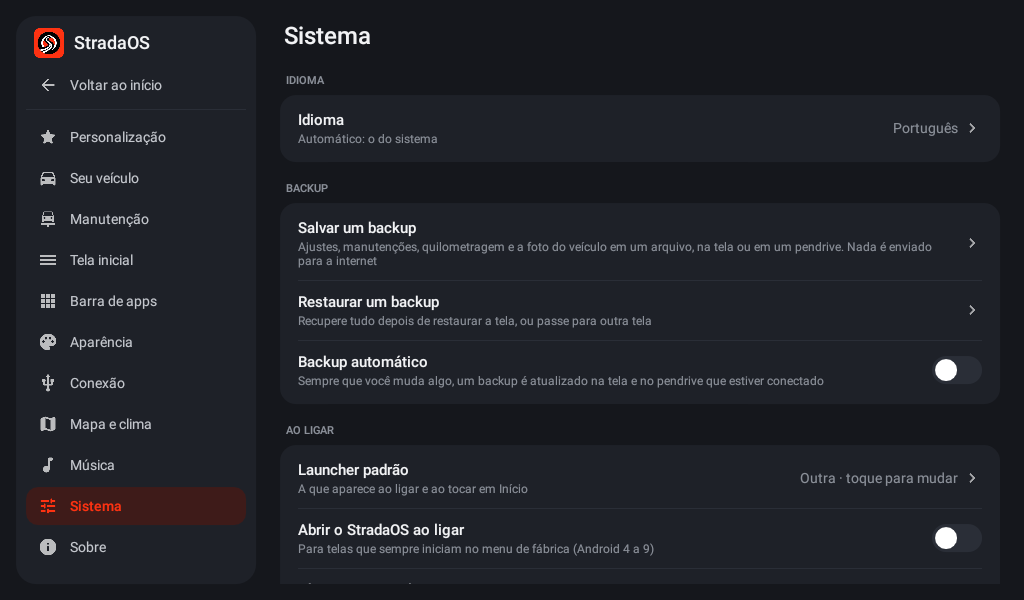 StradaOS
Voltar ao início
Personalização
Seu veículo
Manutenção
Tela inicial
Barra de apps
Aparência
Conexão
Mapa e clima
Música
Sistema
Sobre
Sistema
IDIOMA
Idioma
Automático: o do sistema
Português
BACKUP
Salvar um backup
Ajustes, manutenções, quilometragem e a foto do veículo em um arquivo, na tela ou em um pendrive. Nada é enviado
para a internet
Restaurar um backup
Recupere tudo depois de restaurar a tela, ou passe para outra tela
Backup automático
Sempre que você muda algo, um backup é atualizado na tela e no pendrive que estiver conectado
AO LIGAR
Launcher padrão
A que aparece ao ligar e ao tocar em Início
Outra · toque para mudar
Abrir o StradaOS ao ligar
Para telas que sempre iniciam no menu de fábrica (Android 4 a 9)